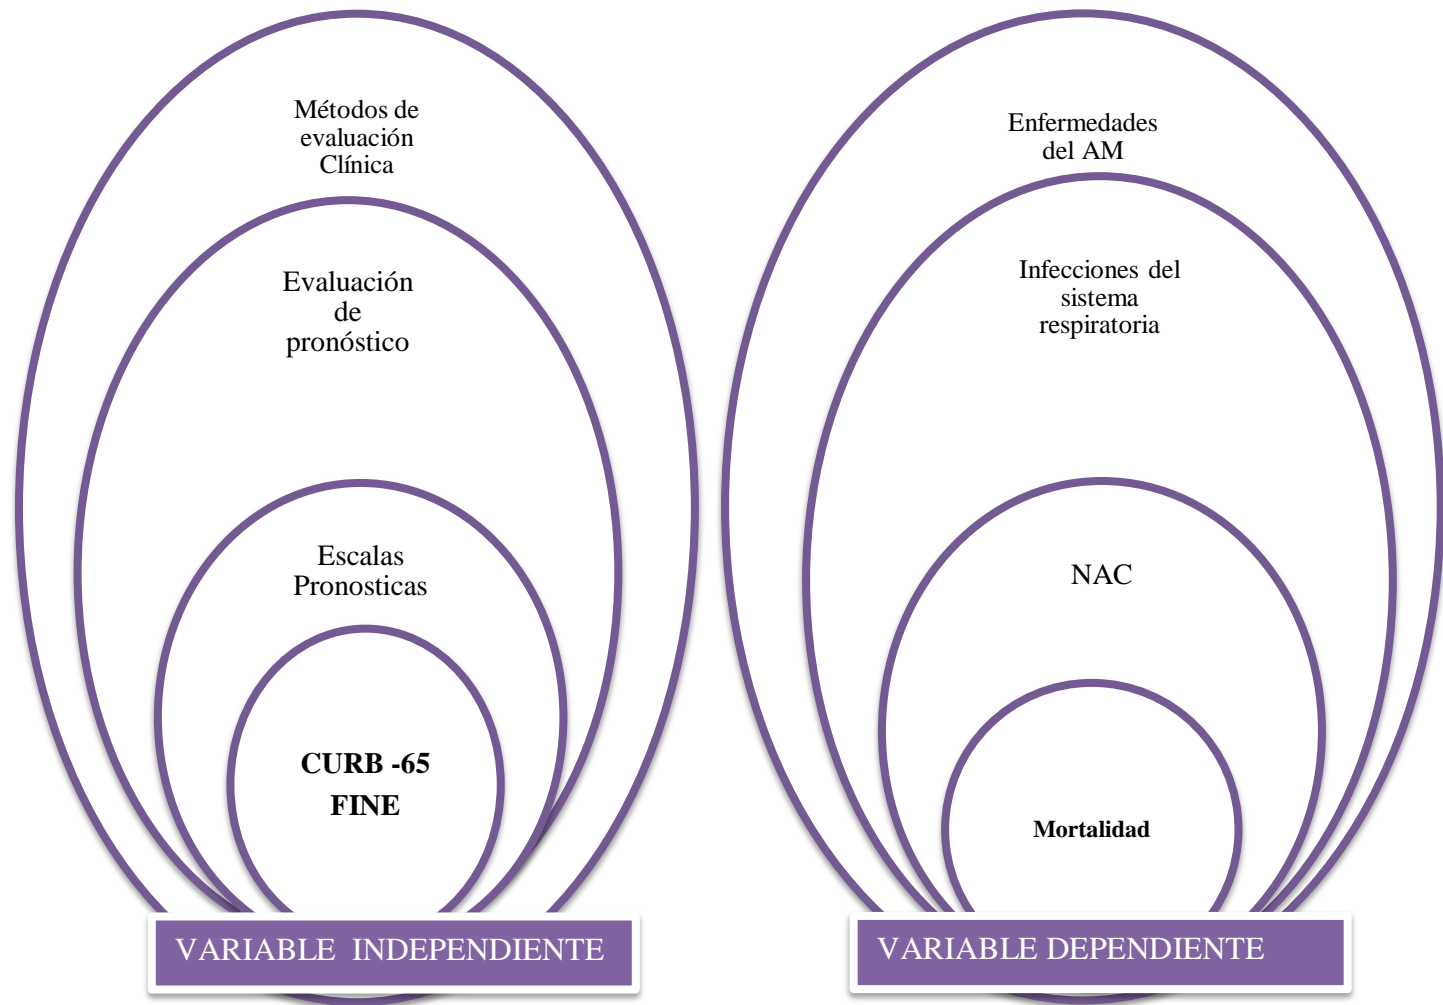 Métodos de
evaluación
Clínica
Evaluación
de
pronóstico
Escalas
Pronosticas
CURB -65
FINE
VARIABLE INDEPENDIENTE
Enfermedades
del AM
Infecciones del
sistema
respiratoria
NAC
Mortalidad
VARIABLE DEPENDIENTE